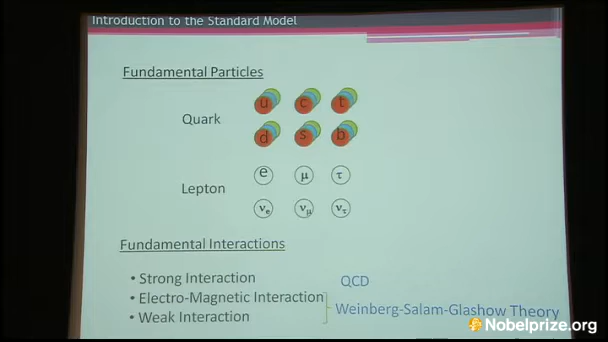 Introduction to the Standard Model
Fundamental Particles
Quark
u c t
d s b
Lepton
e μ τ
νe νμ ντ
Fundamental Interactions
• Strong Interaction QCD
• Electro-Magnetic Interaction
• Weak Interaction
Weinberg-Salam-Glashow Theory
Nobelprize.org